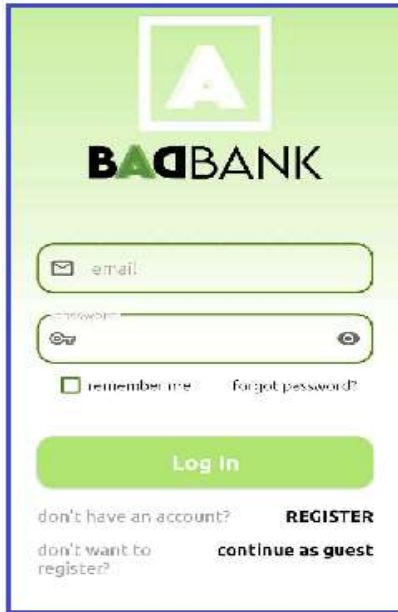 A
BADBANK
email
password
remember me forgot password?
Log In
don't have an account? REGISTER
don't want to register? continue as guest